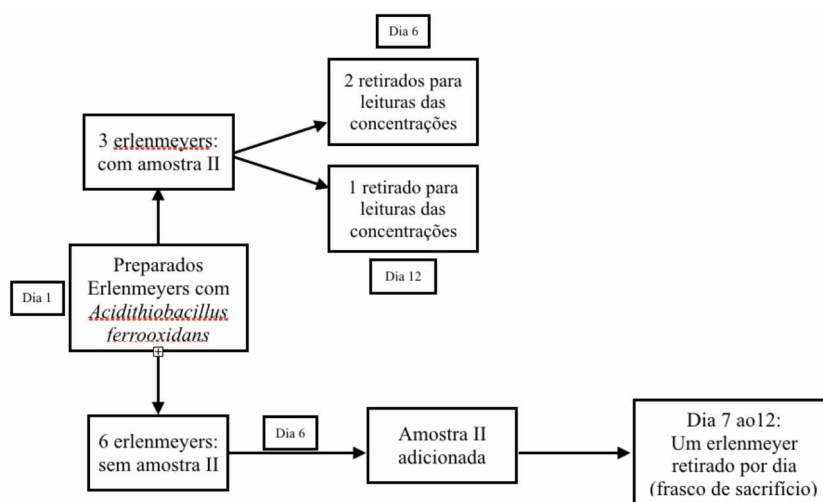 Dia 6
2 retirados para
leituras das
concentrações
3 erlenmeyers:
com amostra II
1 retirado para
leituras das
concentrações
Dia 12
Preparados
Erlenmeyers com
Acidithiobacillus
ferrooxidans
Dia 1
6 erlenmeyers:
sem amostra II
Dia 6
Amostra II
adicionada
Dia 7 ao12:
Um erlenmeyer
retirado por dia
(frasco de sacrifício)